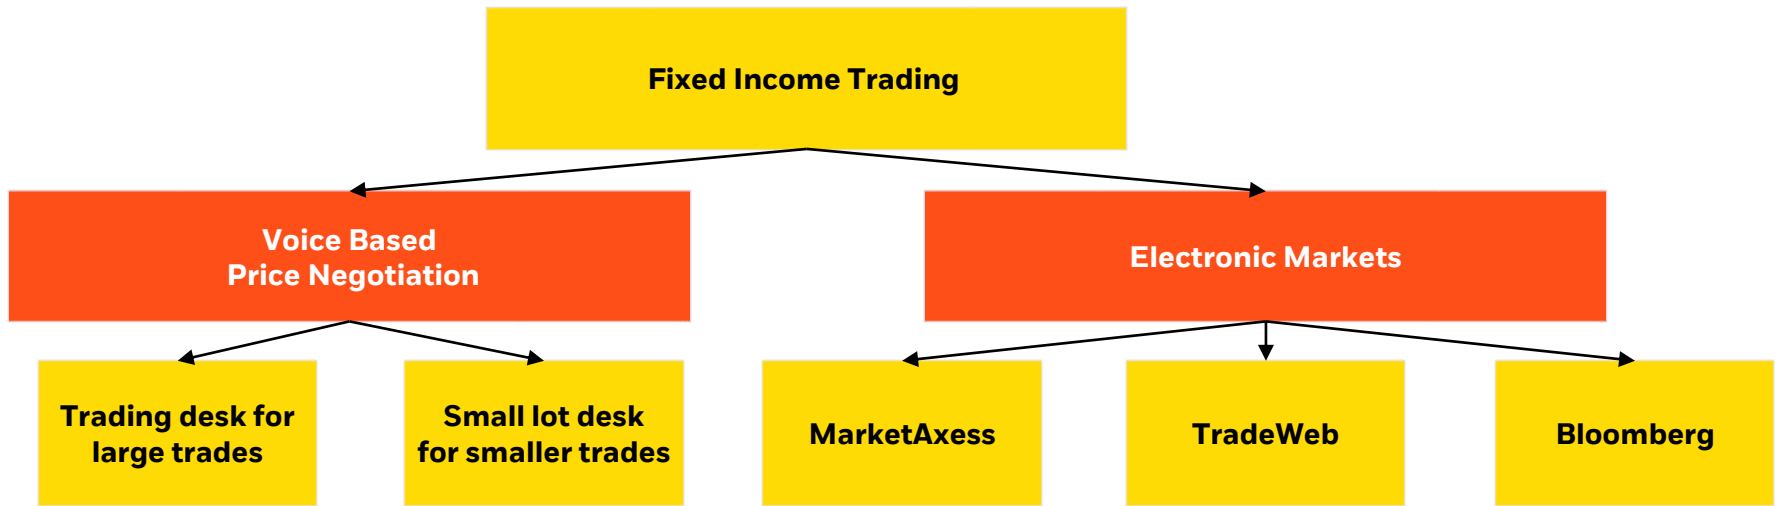 Fixed Income Trading
Voice Based
Price Negotiation
Electronic Markets
Trading desk for
large trades
Small lot desk
for smaller trades
MarketAxess
TradeWeb
Bloomberg